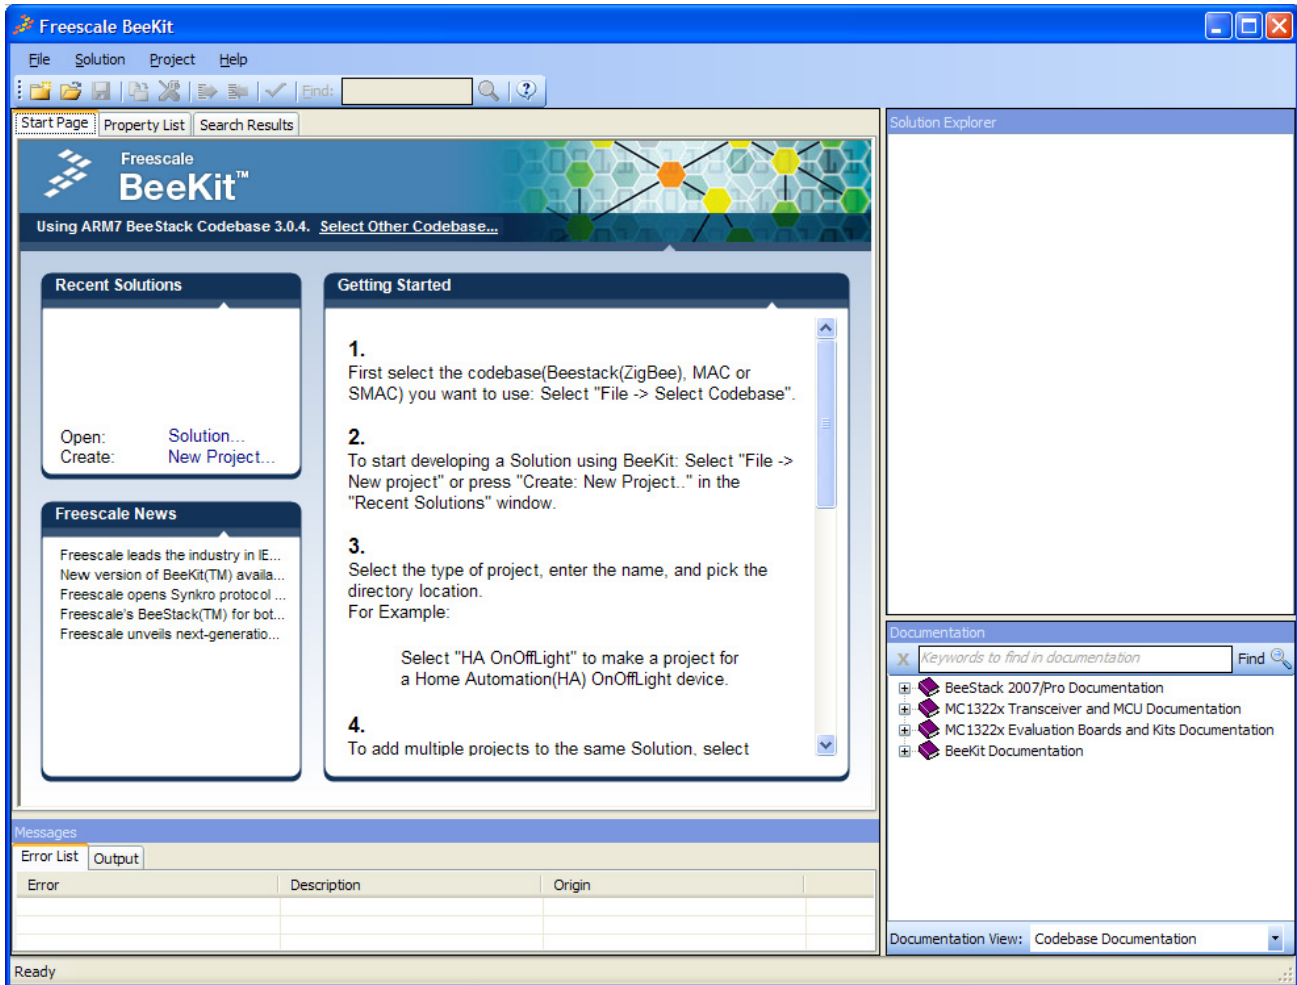 Freescale BeeKit
File Solution Project Help
Find:
Start Page Property List Search Results
Freescale
BeeKit™
Using ARM7 BeeStack Codebase 3.0.4. Select Other Codebase...
Recent Solutions
Open: Solution...
Create: New Project...
Freescale News
Freescale leads the industry in IE...
New version of BeeKit(TM) availa...
Freescale opens Synkro protocol ...
Freescale's BeeStack(TM) for bot...
Freescale unveils next-generatio...
Getting Started
1.
First select the codebase(Beestack(ZigBee), MAC or
SMAC) you want to use: Select "File -> Select Codebase".
2.
To start developing a Solution using BeeKit: Select "File ->
New project" or press "Create: New Project.." in the
"Recent Solutions" window.
3.
Select the type of project, enter the name, and pick the
directory location.
For Example:
Select "HA OnOffLight" to make a project for
a Home Automation(HA) OnOffLight device.
4.
To add multiple projects to the same Solution, select
Solution Explorer
Documentation
Keywords to find in documentation Find
BeeStack 2007/Pro Documentation
MC1322x Transceiver and MCU Documentation
MC1322x Evaluation Boards and Kits Documentation
BeeKit Documentation
Documentation View: Codebase Documentation
Messages
Error List Output
Error Description Origin
Ready